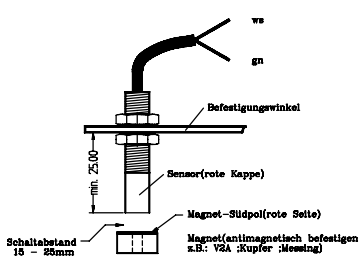 ws
gn
Befestigungswinkel
min. 25.00
Sensor(rote Kappe)
Magnet-Südpol(rote Seite)
Schaltabstand
15 - 25mm
Magnet(antimagnetisch befestigen
z.B.: V2A ;Kupfer ;Messing)